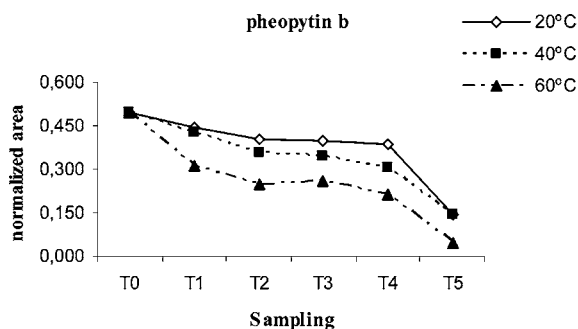 pheopytin b
20°C
40°C
60°C
normalized area
0,600
0,450
0,300
0,150
0,000
T0 T1 T2 T3 T4 T5
Sampling